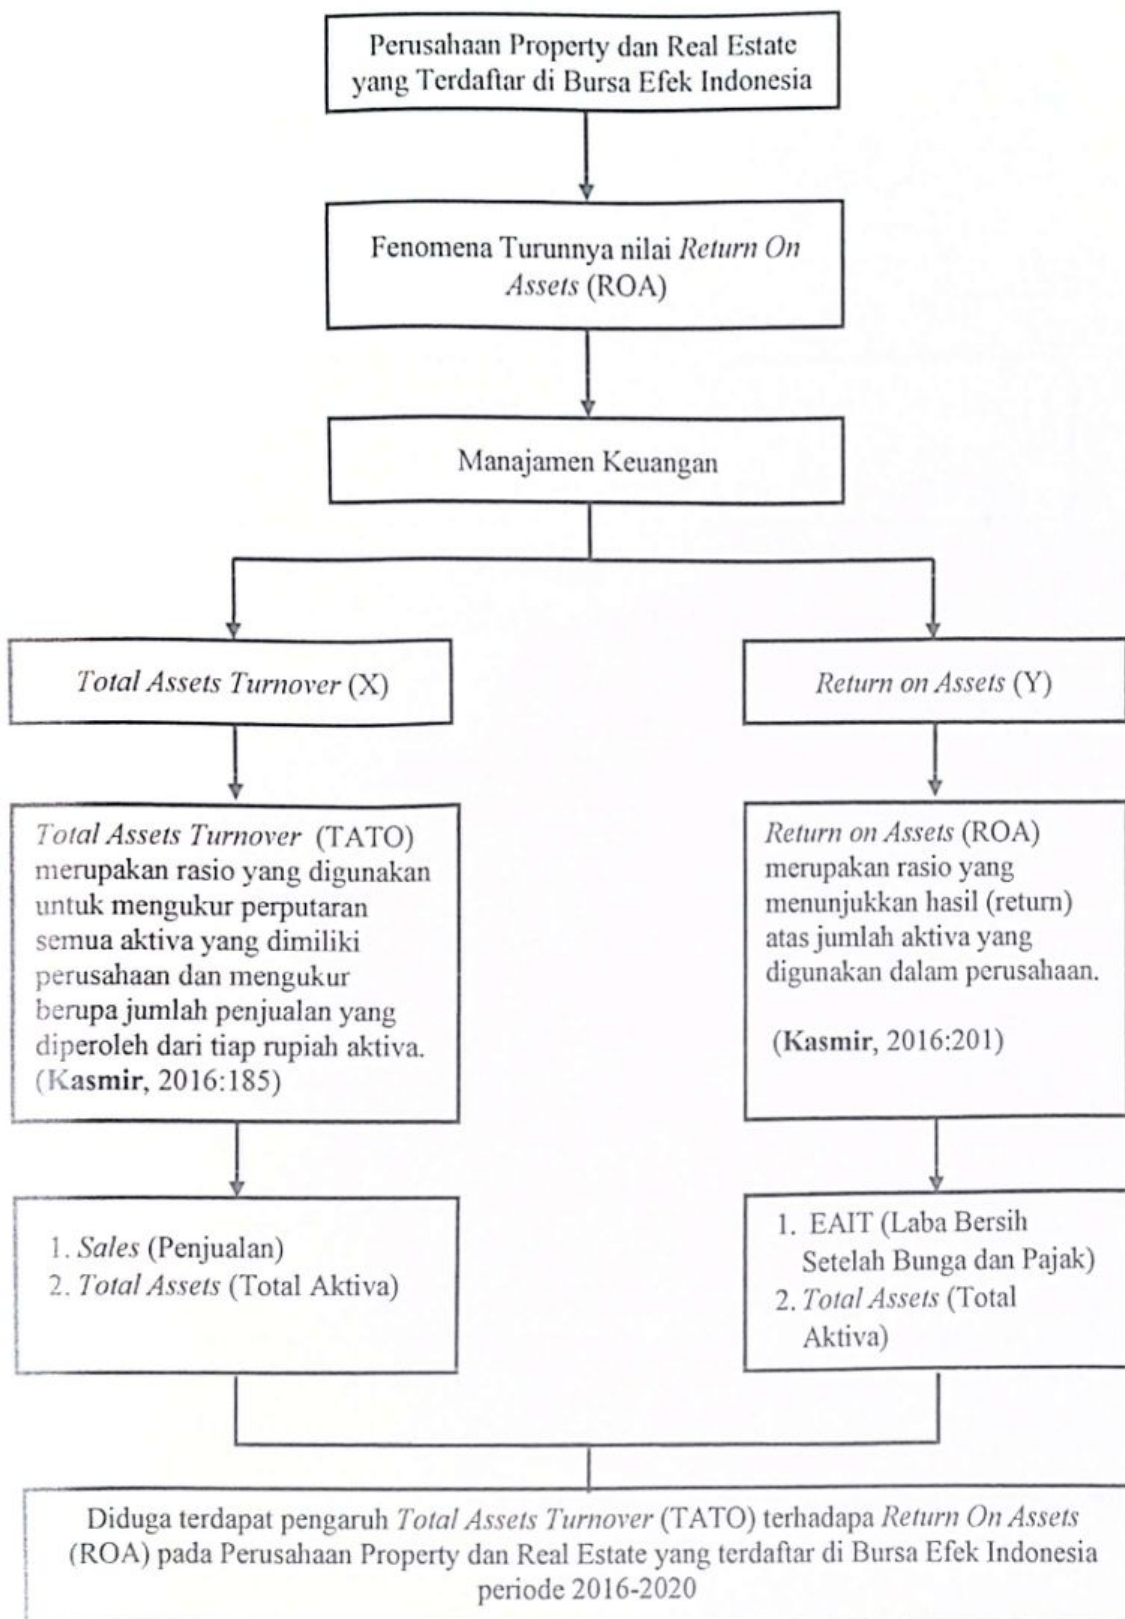 Perusahaan Property dan Real Estate
yang Terdaftar di Bursa Efek Indonesia
Fenomena Turunnya nilai Return On
Assets (ROA)
Manajamen Keuangan
Total Assets Turnover (X)
Return on Assets (Y)
Total Assets Turnover (TATO)
merupakan rasio yang digunakan
untuk mengukur perputaran
semua aktiva yang dimiliki
perusahaan dan mengukur
berupa jumlah penjualan yang
diperoleh dari tiap rupiah aktiva.
(Kasmir, 2016:185)
Return on Assets (ROA)
merupakan rasio yang
menunjukkan hasil (return)
atas jumlah aktiva yang
digunakan dalam perusahaan.
(Kasmir, 2016:201)
1. Sales (Penjualan)
2. Total Assets (Total Aktiva)
1. EAIT (Laba Bersih
Setelah Bunga dan Pajak)
2. Total Assets (Total
Aktiva)
Diduga terdapat pengaruh Total Assets Turnover (TATO) terhadapa Return On Assets
(ROA) pada Perusahaan Property dan Real Estate yang terdaftar di Bursa Efek Indonesia
periode 2016-2020